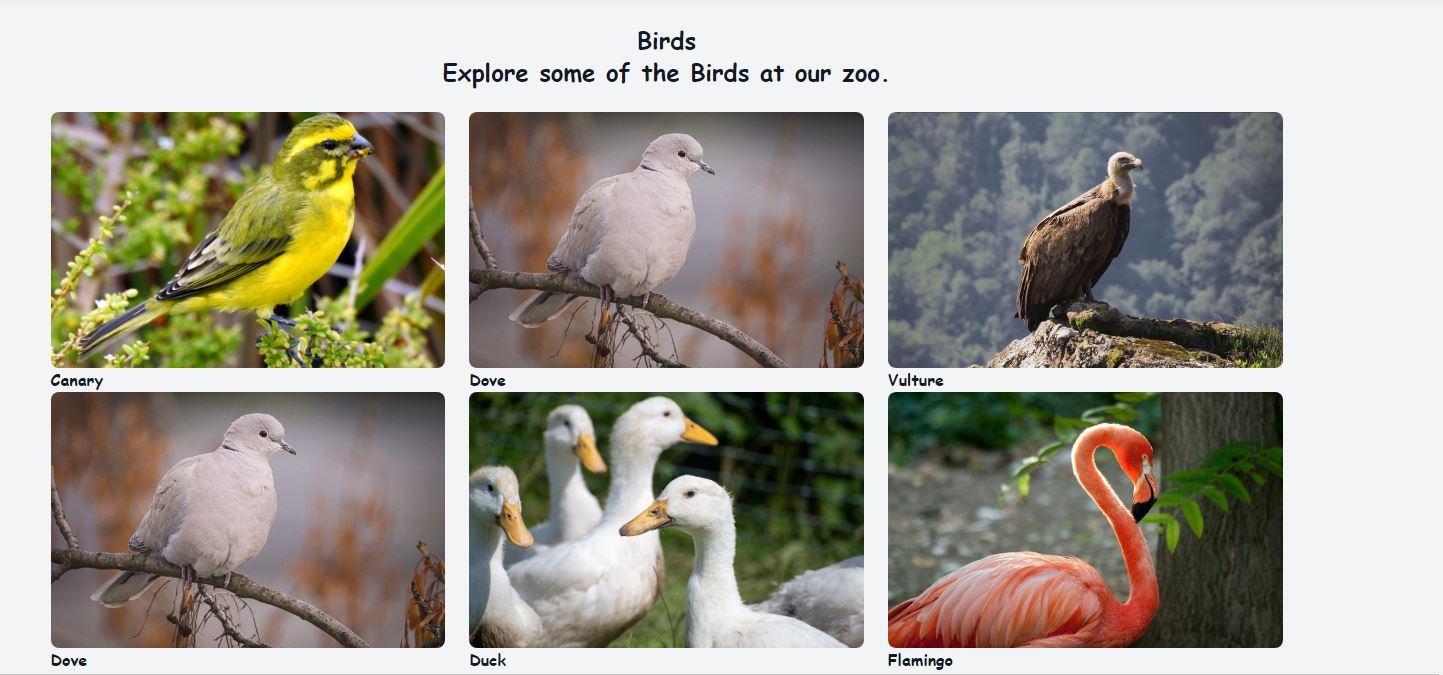 Birds
Explore some of the Birds at our zoo.
Canary
Dove
Vulture
Dove
Duck
Flamingo